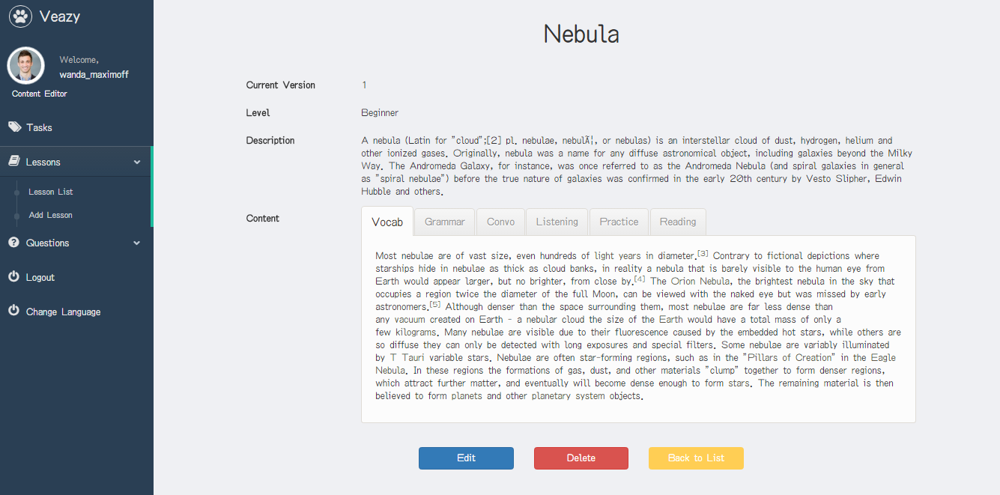 Veazy
Welcome,
wanda_maximoff
Content Editor
Tasks
Lessons
Lesson List
Add Lesson
Questions
Logout
Change Language
Nebula
Current Version 1
Level Beginner
Description A nebula (Latin for "cloud";[2] pl. nebulae, nebulÃ¦, or nebulas) is an interstellar cloud of dust, hydrogen, helium and
other ionized gases. Originally, nebula was a name for any diffuse astronomical object, including galaxies beyond the Milky
Way. The Andromeda Galaxy, for instance, was once referred to as the Andromeda Nebula (and spiral galaxies in general
as "spiral nebulae") before the true nature of galaxies was confirmed in the early 20th century by Vesto Slipher, Edwin
Hubble and others.
Content Vocab Grammar Convo Listening Practice Reading
Most nebulae are of vast size, even hundreds of light years in diameter.[3] Contrary to fictional depictions where
starships hide in nebulae as thick as cloud banks, in reality a nebula that is barely visible to the human eye from
Earth would appear larger, but no brighter, from close by.[4] The Orion Nebula, the brightest nebula in the sky that
occupies a region twice the diameter of the full Moon, can be viewed with the naked eye but was missed by early
astronomers.[5] Although denser than the space surrounding them, most nebulae are far less dense than
any vacuum created on Earth - a nebular cloud the size of the Earth would have a total mass of only a
few kilograms. Many nebulae are visible due to their fluorescence caused by the embedded hot stars, while others are
so diffuse they can only be detected with long exposures and special filters. Some nebulae are variably illuminated
by T Tauri variable stars. Nebulae are often star-forming regions, such as in the "Pillars of Creation" in the Eagle
Nebula. In these regions the formations of gas, dust, and other materials "clump" together to form denser regions,
which attract further matter, and eventually will become dense enough to form stars. The remaining material is then
believed to form planets and other planetary system objects.
Edit Delete Back to List